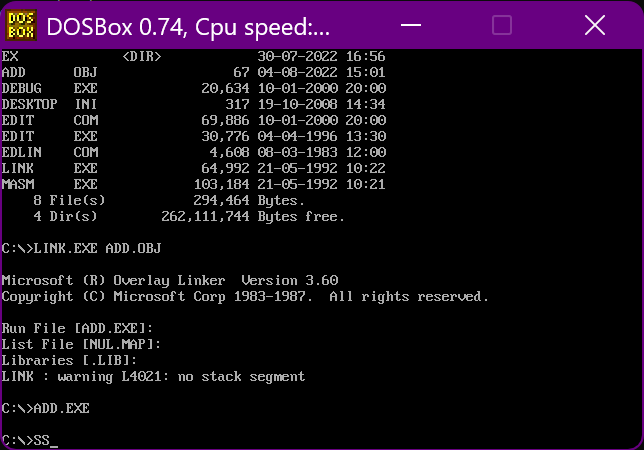 DOS
BOX
DOSBox 0.74, Cpu speed:...
EX <DIR> 30-07-2022 16:56
ADD OBJ 67 04-08-2022 15:01
DEBUG EXE 20,634 10-01-2000 20:00
DESKTOP INI 317 19-10-2008 14:34
EDIT COM 69,886 10-01-2000 20:00
EDIT EXE 30,776 04-04-1996 13:30
EDLIN COM 4,608 08-03-1983 12:00
LINK EXE 64,992 21-05-1992 10:22
MASM EXE 103,184 21-05-1992 10:21
8 File(s) 294,464 Bytes.
4 Dir(s) 262,111,744 Bytes free.
C:\>LINK.EXE ADD.OBJ
Microsoft (R) Overlay Linker Version 3.60
Copyright (C) Microsoft Corp 1983-1987. All rights reserved.
Run File [ADD.EXE]:
List File [NUL.MAP]:
Libraries [.LIB]:
LINK : warning L4021: no stack segment
C:\>ADD.EXE
C:\>SS_